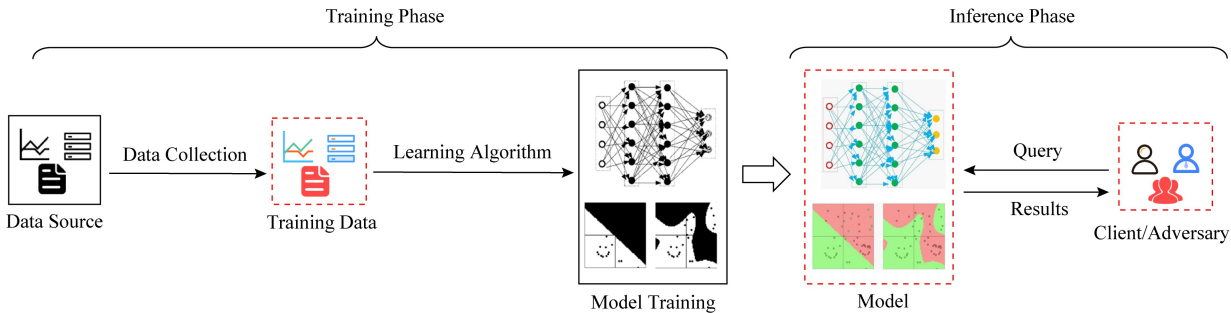 Training Phase
Inference Phase
Data Collection
Learning Algorithm
Query
Results
Data Source
Training Data
Model Training
Model
Client/Adversary